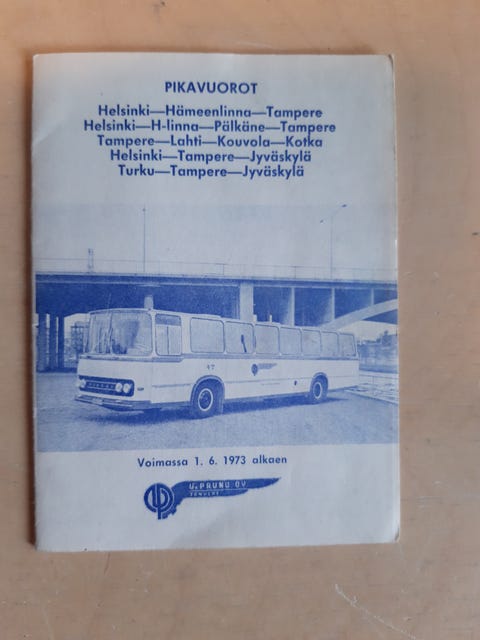 PIKAVUOROT
Helsinki—Hämeenlinna—Tampere
Helsinki—H-linna—Pälkäne—Tampere
Tampere—Lahti—Kouvola—Kotka
Helsinki—Tampere—Jyväskylä
Turku—Tampere—Jyväskylä
47
Voimassa 1. 6. 1973 alkaen
U. PRUNU OY
TAMPERE